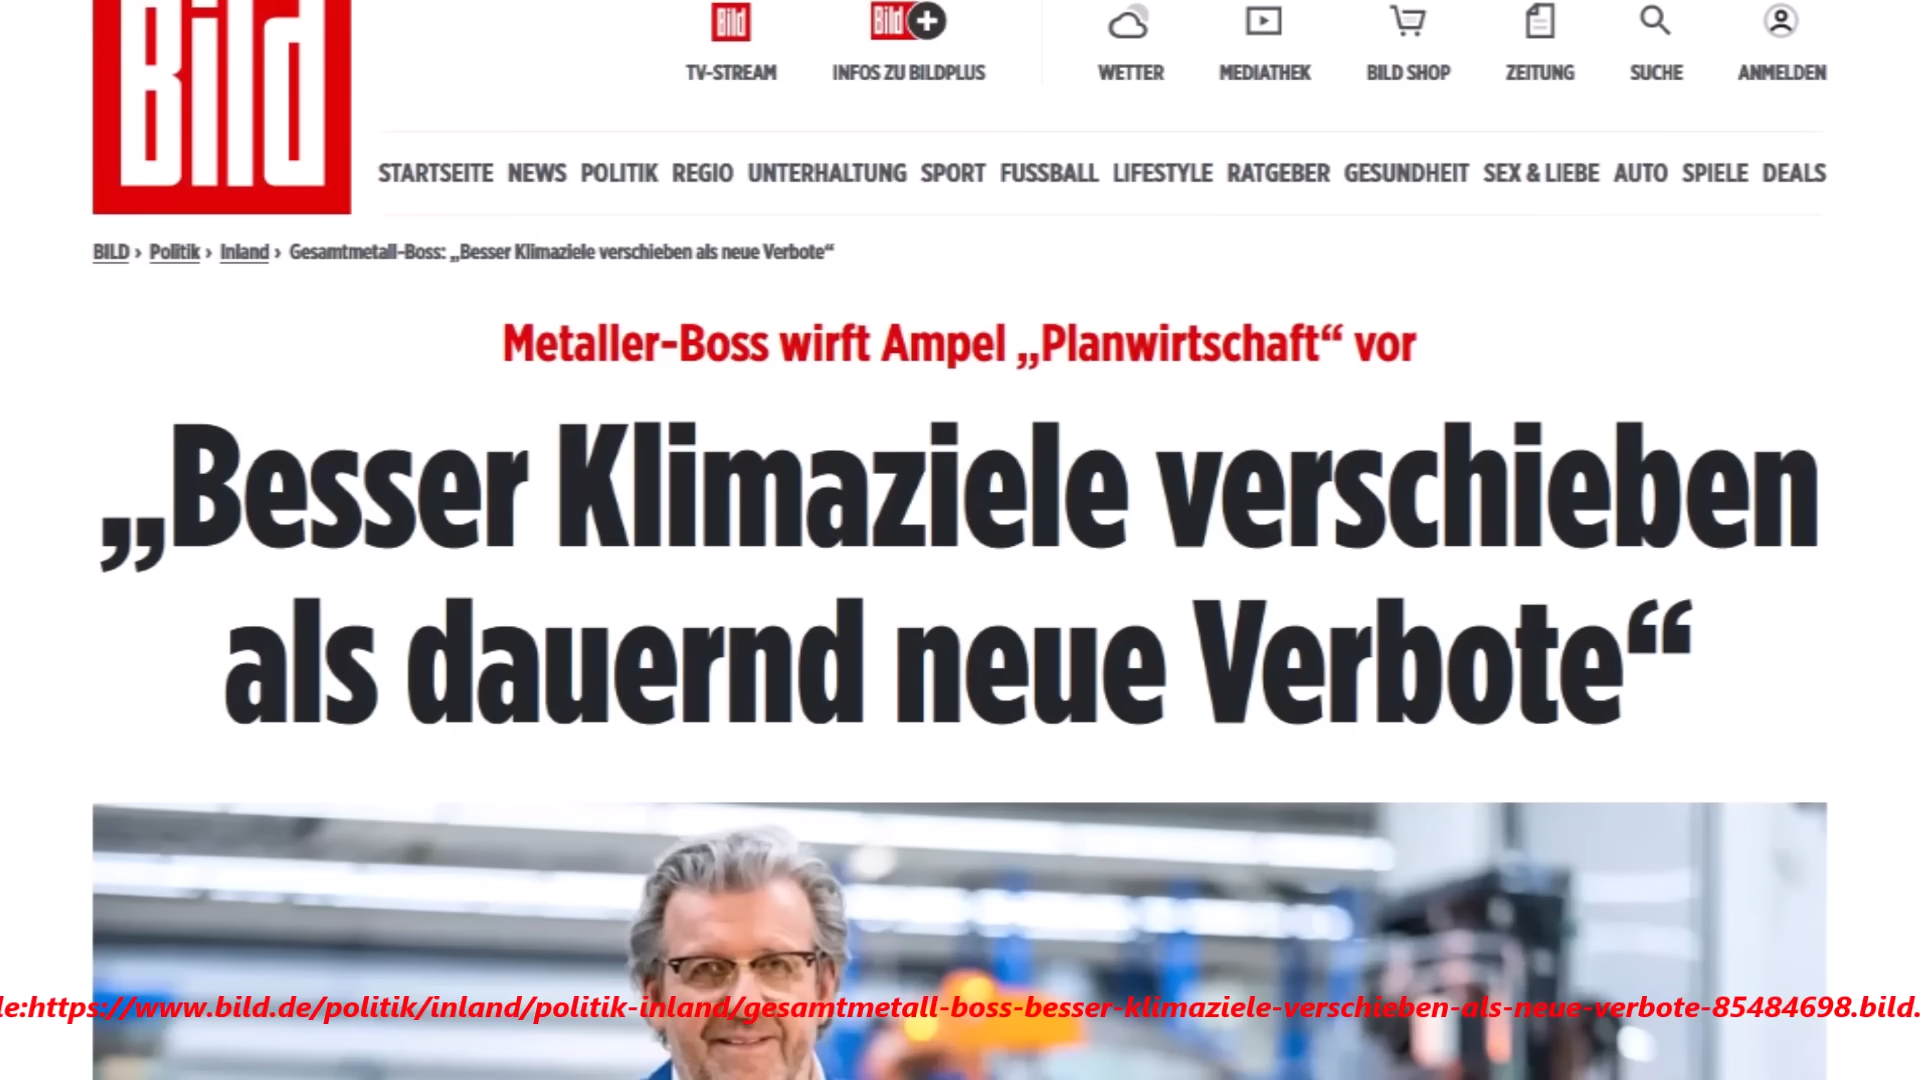 Bild
Bild
Bild
TV-STREAM
INFOS ZU BILDPLUS
WETTER
MEDIATHEK
BILD SHOP
ZEITUNG
SUCHE
ANMELDEN
STARTSEITE NEWS POLITIK REGIO UNTERHALTUNG SPORT FUSSBALL LIFESTYLE RATGEBER GESUNDHEIT SEX & LIEBE AUTO SPIELE DEALS
BILD › Politik › Inland › Gesamtmetall-Boss: „Besser Klimaziele verschieben als neue Verbote“
Metaller-Boss wirft Ampel „Planwirtschaft“ vor
„Besser Klimaziele verschieben
als dauernd neue Verbote“
le:https://www.bild.de/politik/inland/politik-inland/gesamtmetall-boss-besser-klimaziele-verschieben-als-neue-verbote-85484698.bild.